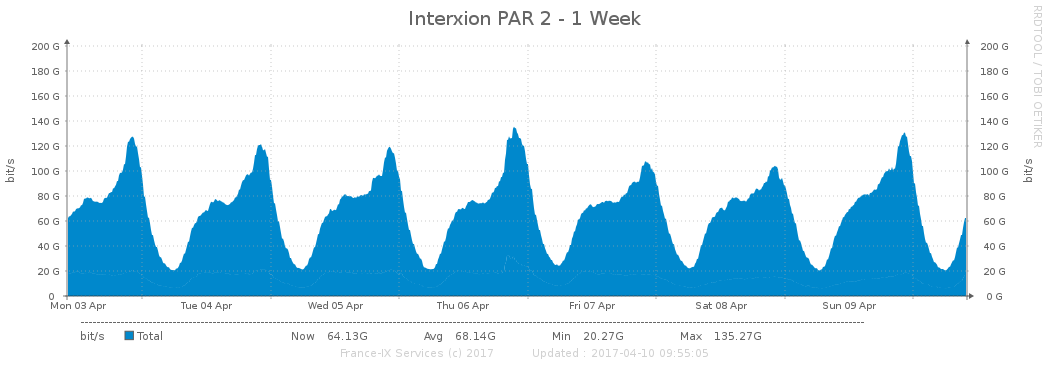 Interxion PAR 2 - 1 Week
RRDTOOL / TOBI OETIKER
200 G 200 G
180 G 180 G
160 G 160 G
140 G 140 G
120 G 120 G
100 G 100 G
80 G 80 G
60 G 60 G
40 G 40 G
20 G 20 G
0 0 G
bit/s bit/s
Mon 03 Apr Tue 04 Apr Wed 05 Apr Thu 06 Apr Fri 07 Apr Sat 08 Apr Sun 09 Apr
bit/s Total Now 64.13G Avg 68.14G Min 20.27G Max 135.27G
France-IX Services (c) 2017 Updated : 2017-04-10 09:55:05